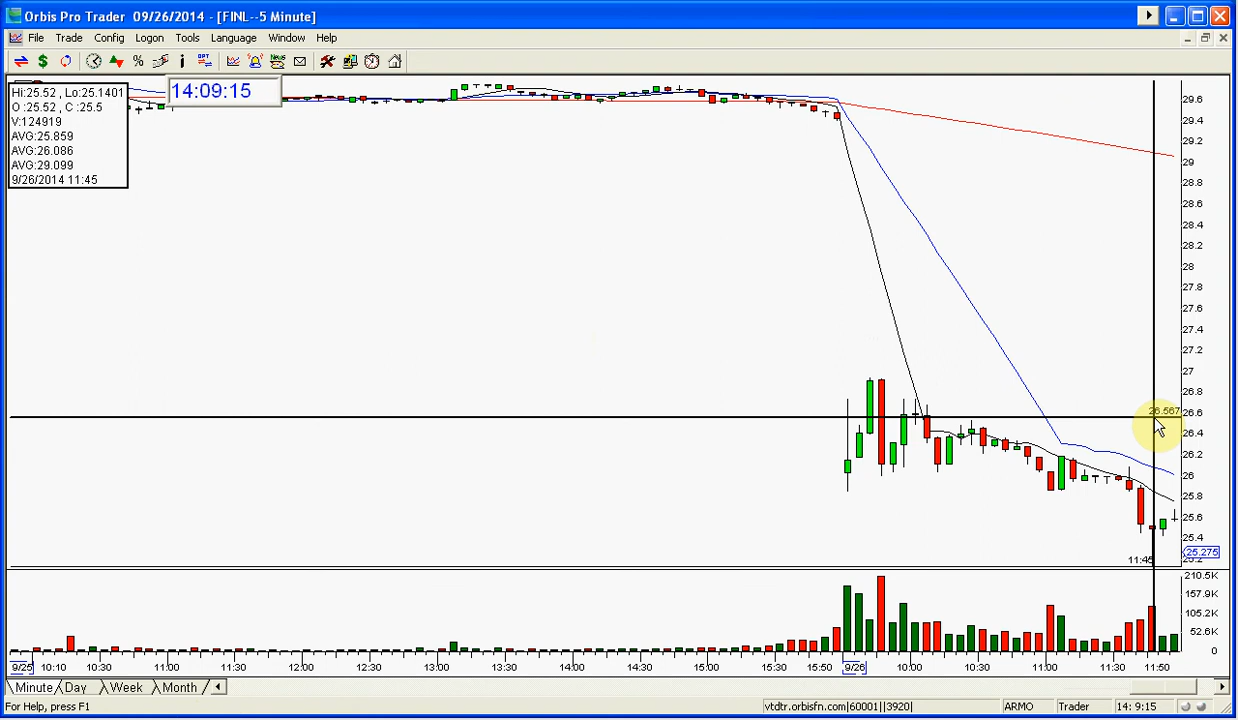 Orbis Pro Trader 09/26/2014 - [FINL--5 Minute]
File Trade Config Logon Tools Language Window Help
Hi:25.52 , Lo:25.1401
O :25.52 , C :25.5
V:124919
AVG:25.859
AVG:26.086
AVG:29.099
9/26/2014 11:45
14:09:15
29.6
29.4
29.2
29
28.8
28.6
28.4
28.2
28
27.8
27.6
27.4
27.2
27
26.8
26.567
26.6
26.4
26.2
26
25.8
25.6
25.4
25.275
11:45
210.5K
157.9K
105.2K
52.6K
0
9/25 10:10 10:30 11:00 11:30 12:00 12:30 13:00 13:30 14:00 14:30 15:00 15:30 15:50 9/26 10:00 10:30 11:00 11:30 11:50
Minute Day Week Month
For Help, press F1 vtdtr.orbisfn.com|60001||3920| ARMO Trader 14: 9:15